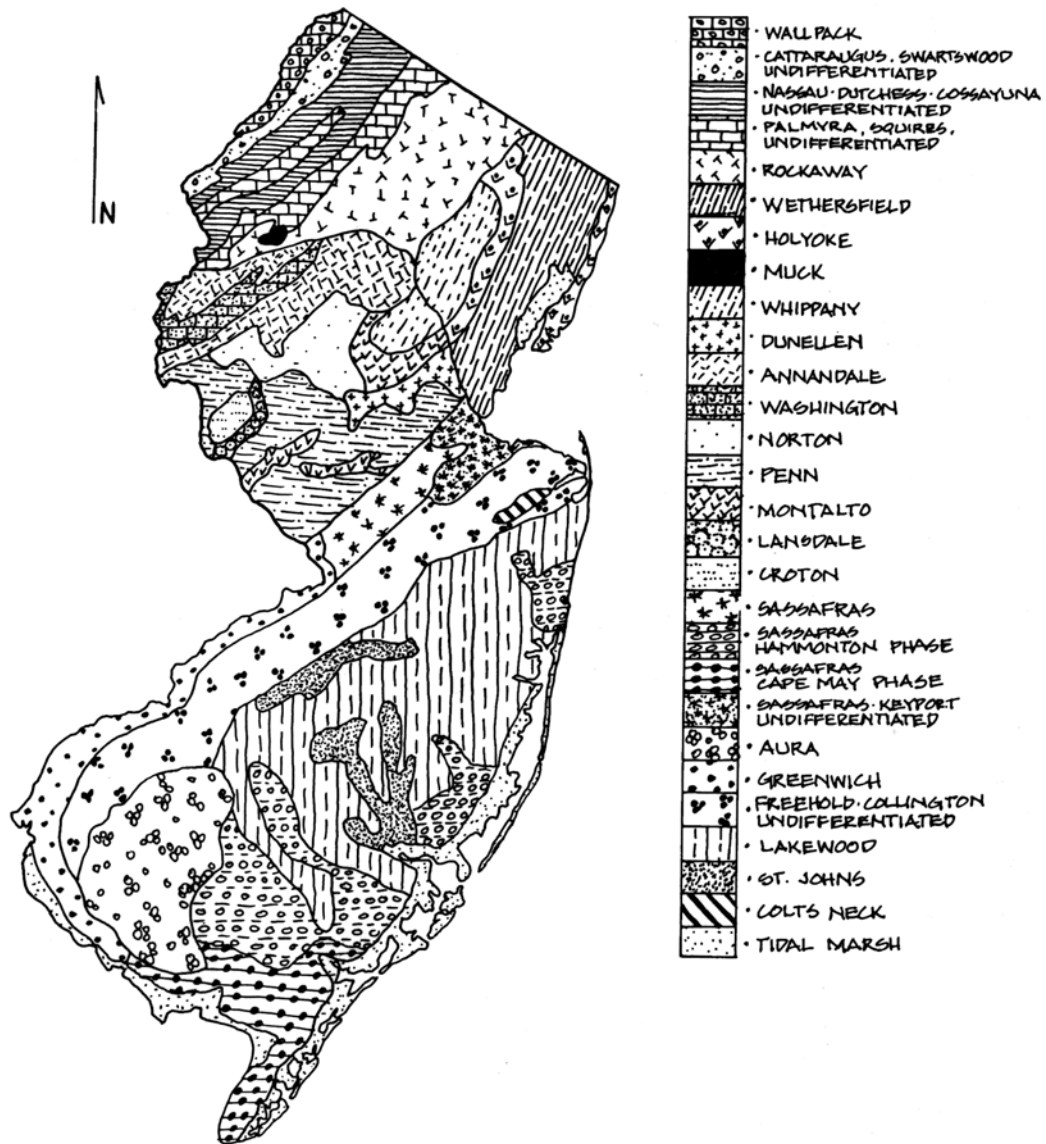 N
· WALLPACK
· CATTARAUGUS. SWARTSWOOD
UNDIFFERENTIATED
· NASSAU · DUTCHESS · COSSAYUNA
UNDIFFERENTIATED
· PALMYRA, SQUIRES,
UNDIFFERENTIATED
· ROCKAWAY
· WETHERSFIELD
· HOLYOKE
· MUCK
· WHIPPANY
· DUNELLEN
· ANNANDALE
· WASHINGTON
· NORTON
· PENN
· MONTALTO
· LANSDALE
· CROTON
· SASSAFRAS
· SASSAFRAS
HAMMONTON PHASE
· SASSAFRAS
CAPE MAY PHASE
· SASSAFRAS · KEYPORT
UNDIFFERENTIATED
· AURA
· GREENWICH
· FREEHOLD · COLLINGTON
UNDIFFERENTIATED
· LAKEWOOD
· ST. JOHNS
· COLTS NECK
· TIDAL MARSH